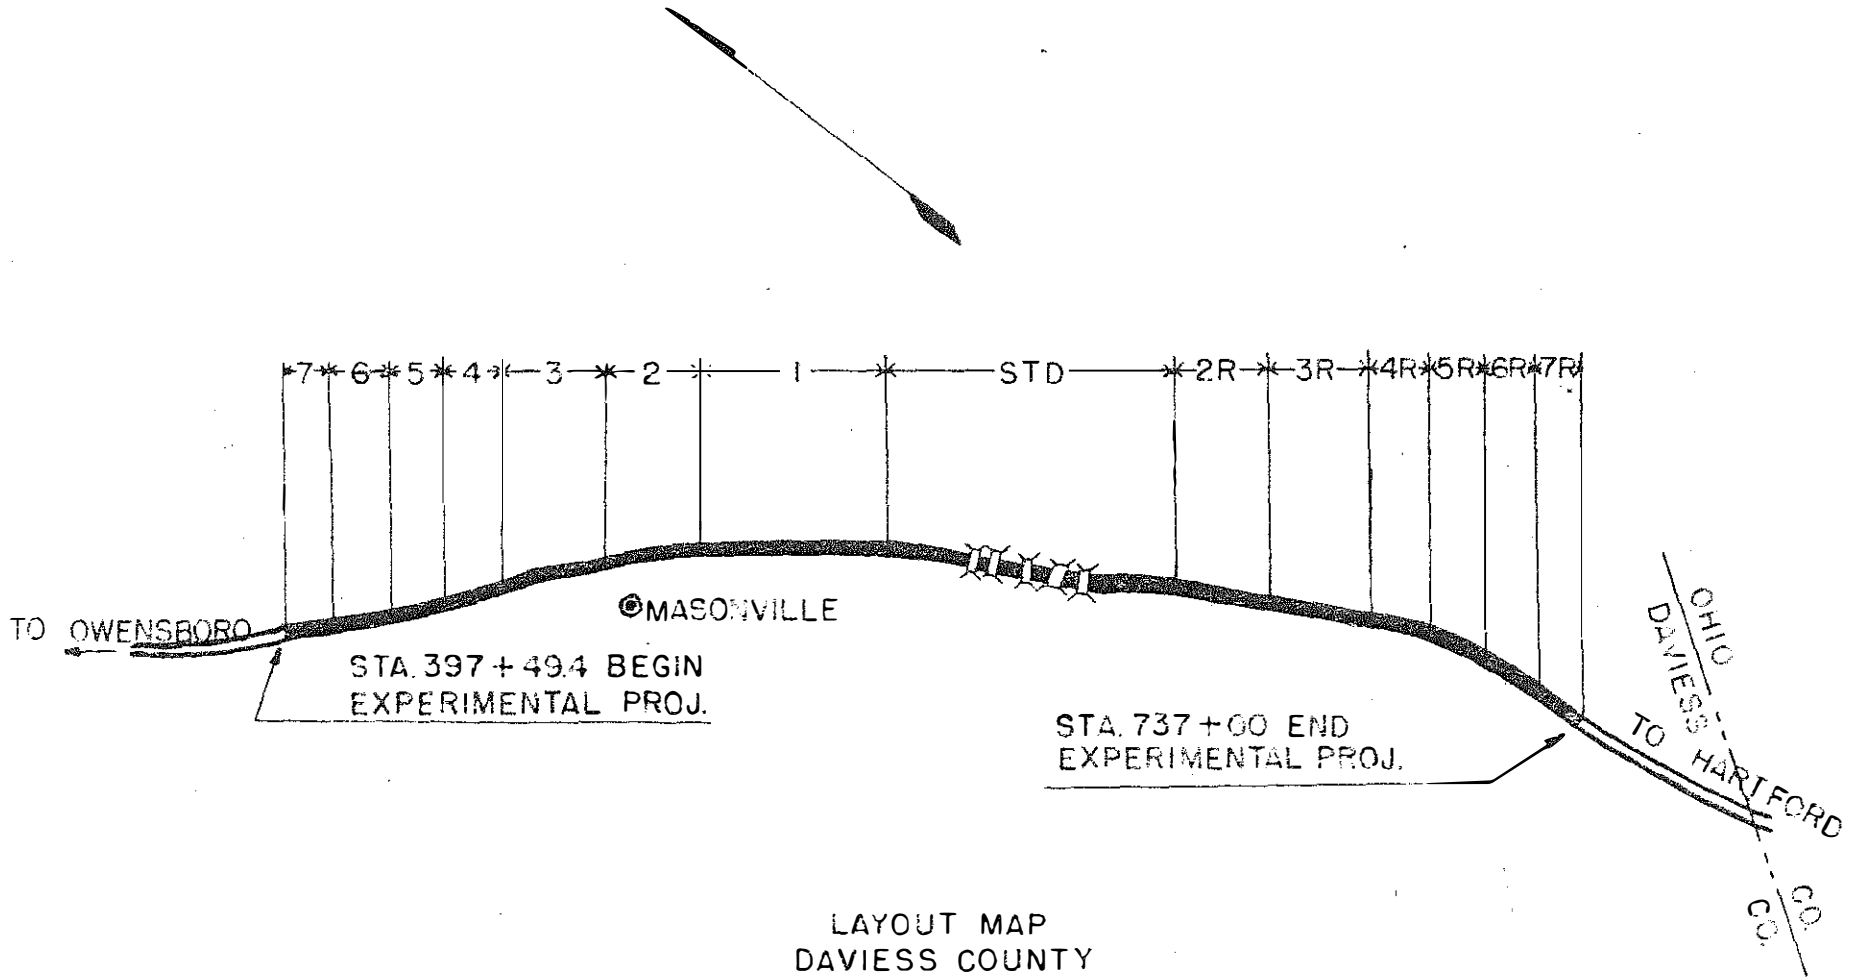 7 6 5 4 3 2 1 STD 2R 3R 4R 5R 6R 7R
MASONVILLE
TO OWENSBORO
STA. 397 + 49.4 BEGIN
EXPERIMENTAL PROJ.
STA. 737 + 00 END
EXPERIMENTAL PROJ.
TO HARTFORD
OHIO CO.
DAVIESS CO.
LAYOUT MAP
DAVIESS COUNTY